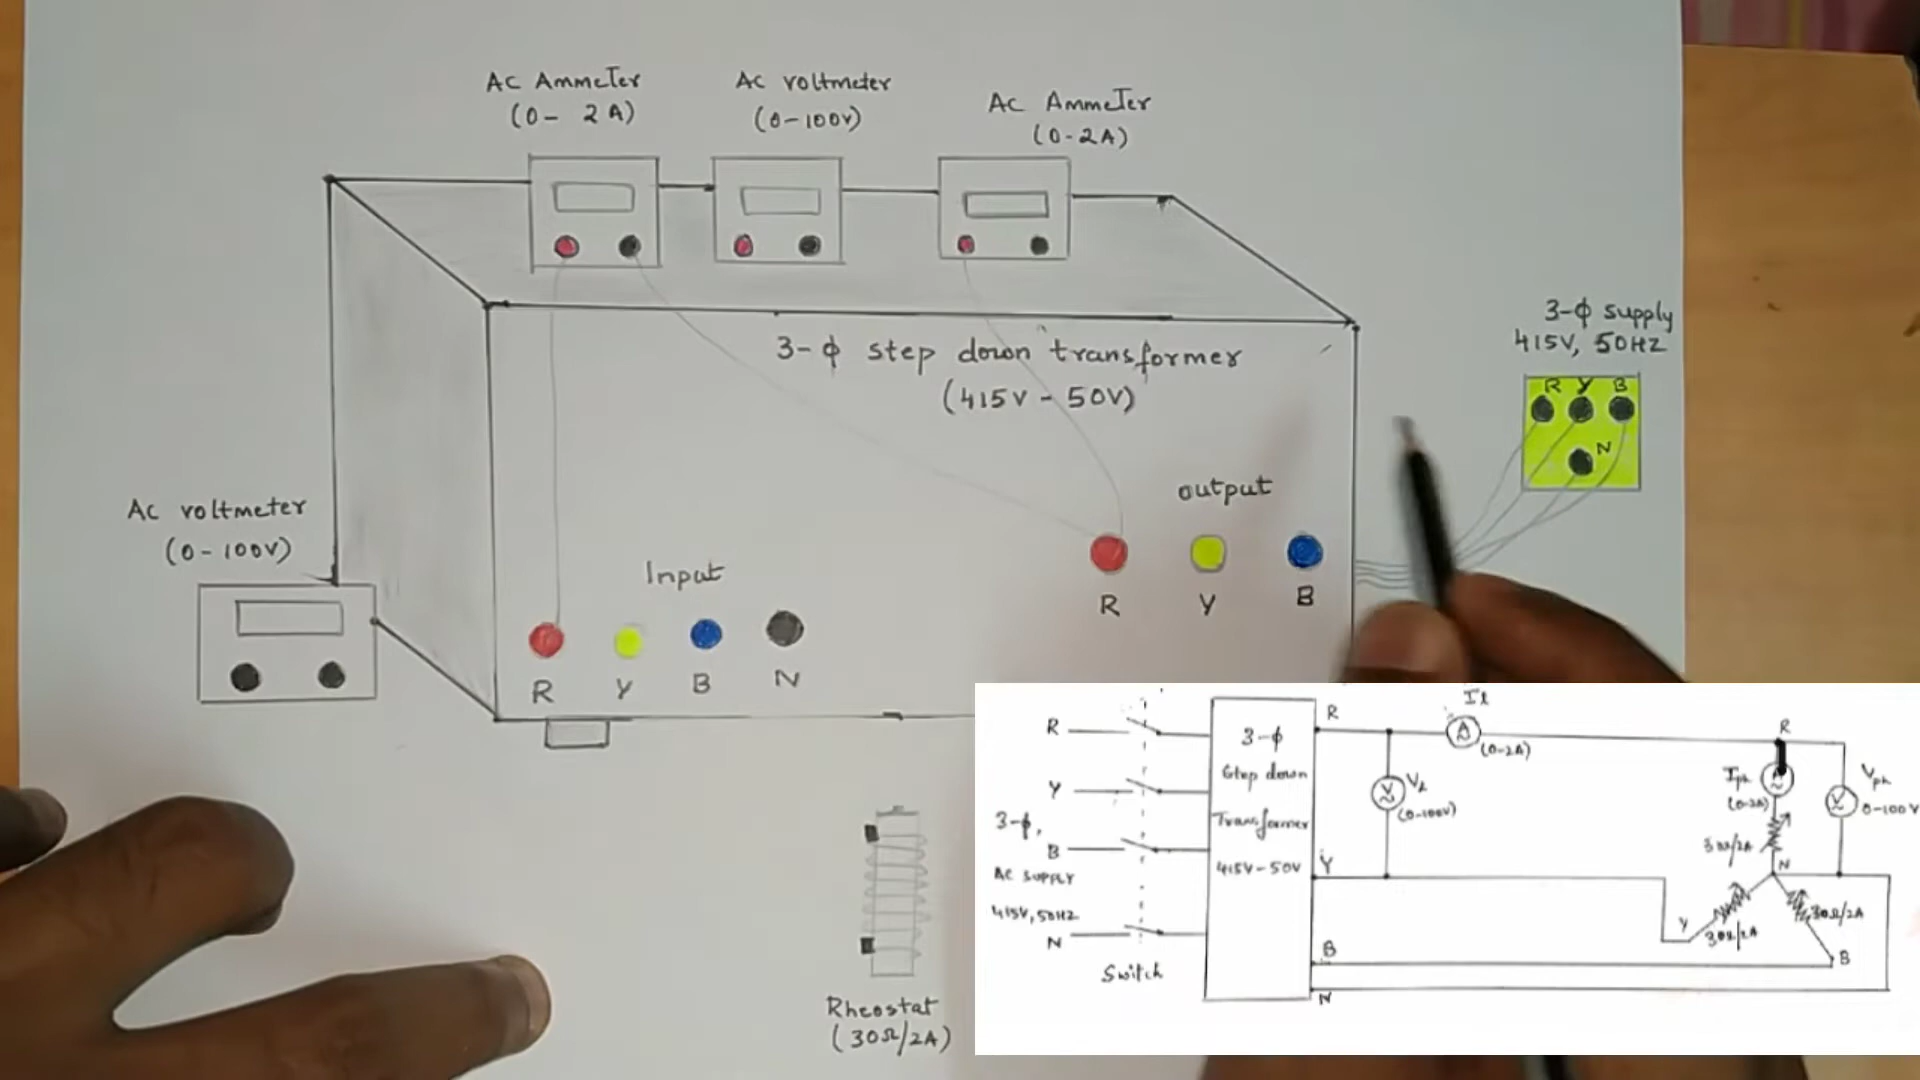 Ac Ammeter
(0- 2A)
Ac voltmeter
(0-100V)
Ac Ammeter
(0-2A)
3-ϕ supply
415V, 50HZ
R Y B
N
3-ϕ step down transformer
(415V - 50V)
Ac voltmeter
(0-100V)
Input
output
R Y B N
R Y B
Rheostat
(30Ω/2A)
R
Y
3-ϕ,
B
AC SUPPLY
415V,50HZ
N
Switch
3-ϕ
Step down
Transformer
415V-50V
R
Y
B
N
Il
A
(0-2A)
V
Vl
(0-100V)
R
Iph
(0-2A)
A
V
Vph
0-100V
30Ω/2A
N
Y
30Ω/2A
30Ω/2A
B